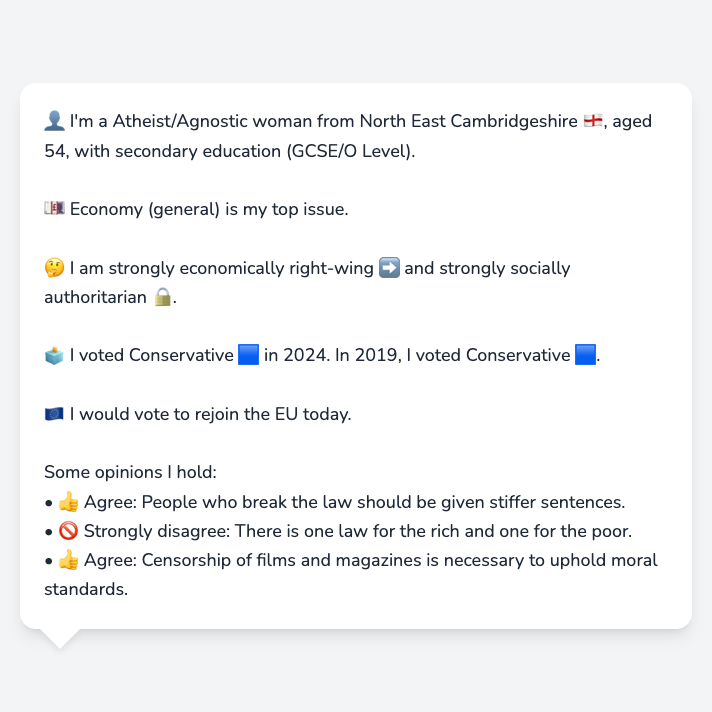 👤 I'm a Atheist/Agnostic woman from North East Cambridgeshire 🏴󠁧󠁢󠁥󠁮󠁧󠁿, aged
54, with secondary education (GCSE/O Level).
💷 Economy (general) is my top issue.
🤔 I am strongly economically right-wing ➡️ and strongly socially
authoritarian 🔒.
🗳️ I voted Conservative 🟦 in 2024. In 2019, I voted Conservative 🟦.
🇪🇺 I would vote to rejoin the EU today.
Some opinions I hold:
• 👍 Agree: People who break the law should be given stiffer sentences.
• 🚫 Strongly disagree: There is one law for the rich and one for the poor.
• 👍 Agree: Censorship of films and magazines is necessary to uphold moral
standards.